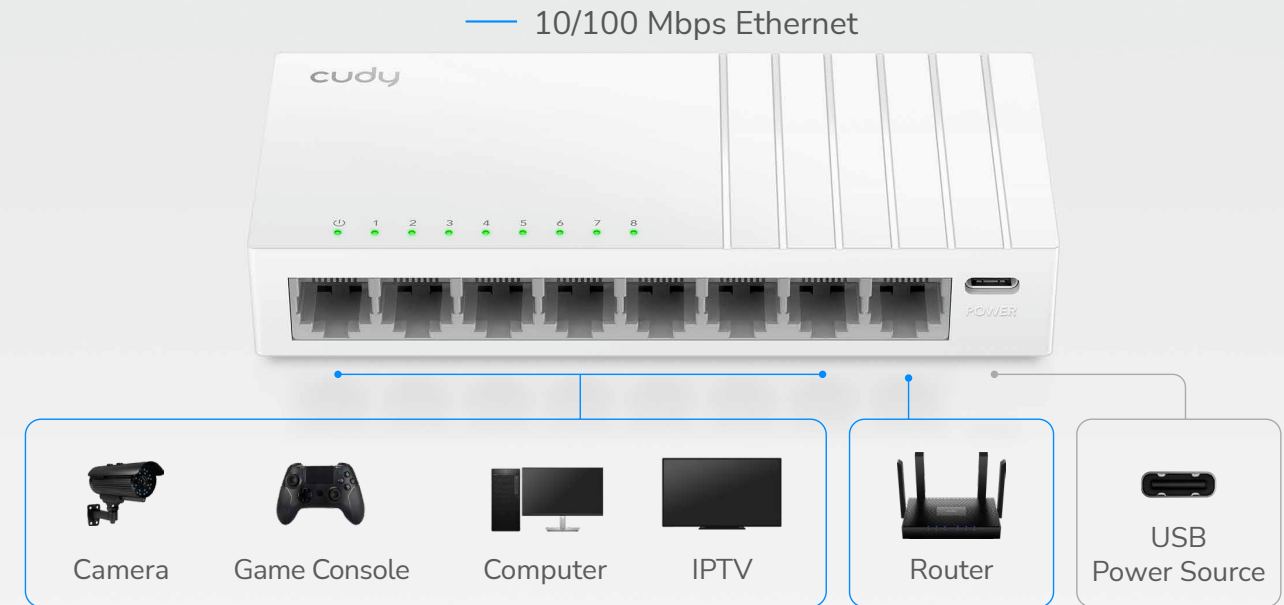 10/100 Mbps Ethernet
cudy
1 2 3 4 5 6 7 8
POWER
Camera
Game Console
Computer
IPTV
Router
USB
Power Source